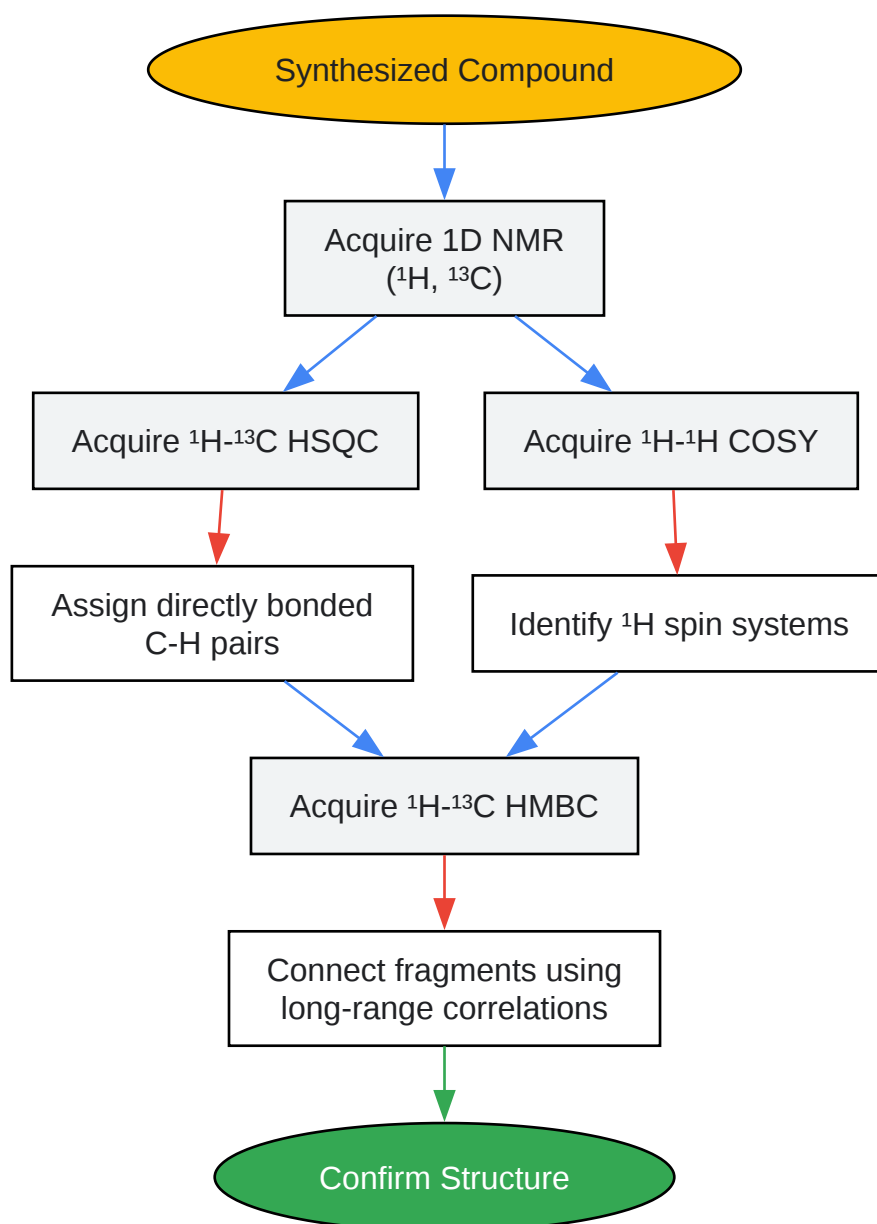 Synthesized Compound
Acquire 1D NMR
(¹H, ¹³C)
Acquire ¹H-¹³C HSQC
Acquire ¹H-¹H COSY
Assign directly bonded
C-H pairs
Identify ¹H spin systems
Acquire ¹H-¹³C HMBC
Connect fragments using
long-range correlations
Confirm Structure